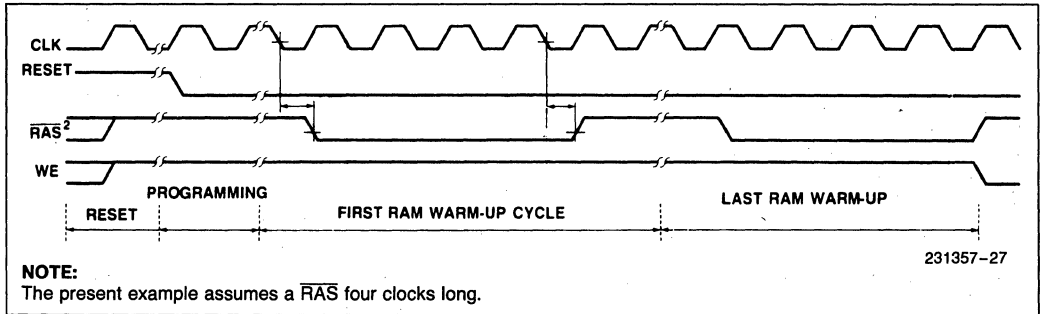 CLK
RESET
RAS2
WE
PROGRAMMING
RESET
FIRST RAM WARM-UP CYCLE
LAST RAM WARM-UP
231357–27
NOTE:
The present example assumes a RAS four clocks long.